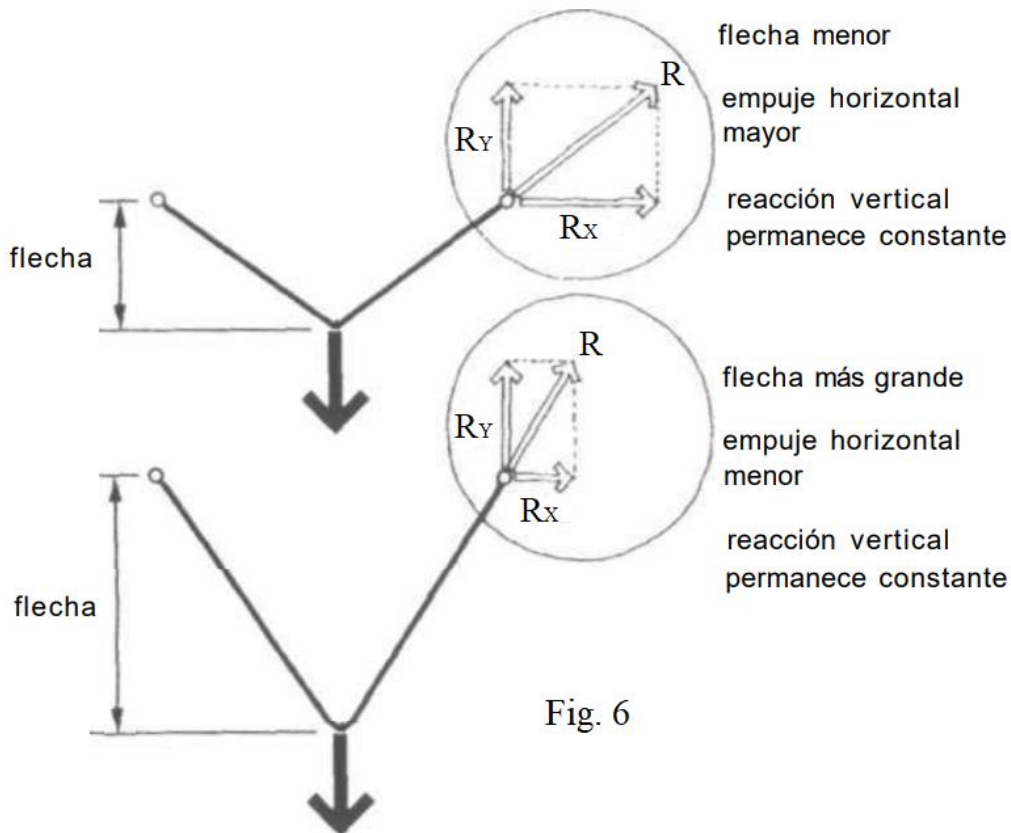 flecha menor
R
empuje horizontal
mayor
RY
reacción vertical
permanece constante
RX
flecha
R
flecha más grande
RY
empuje horizontal
menor
RX
reacción vertical
permanece constante
flecha
Fig. 6